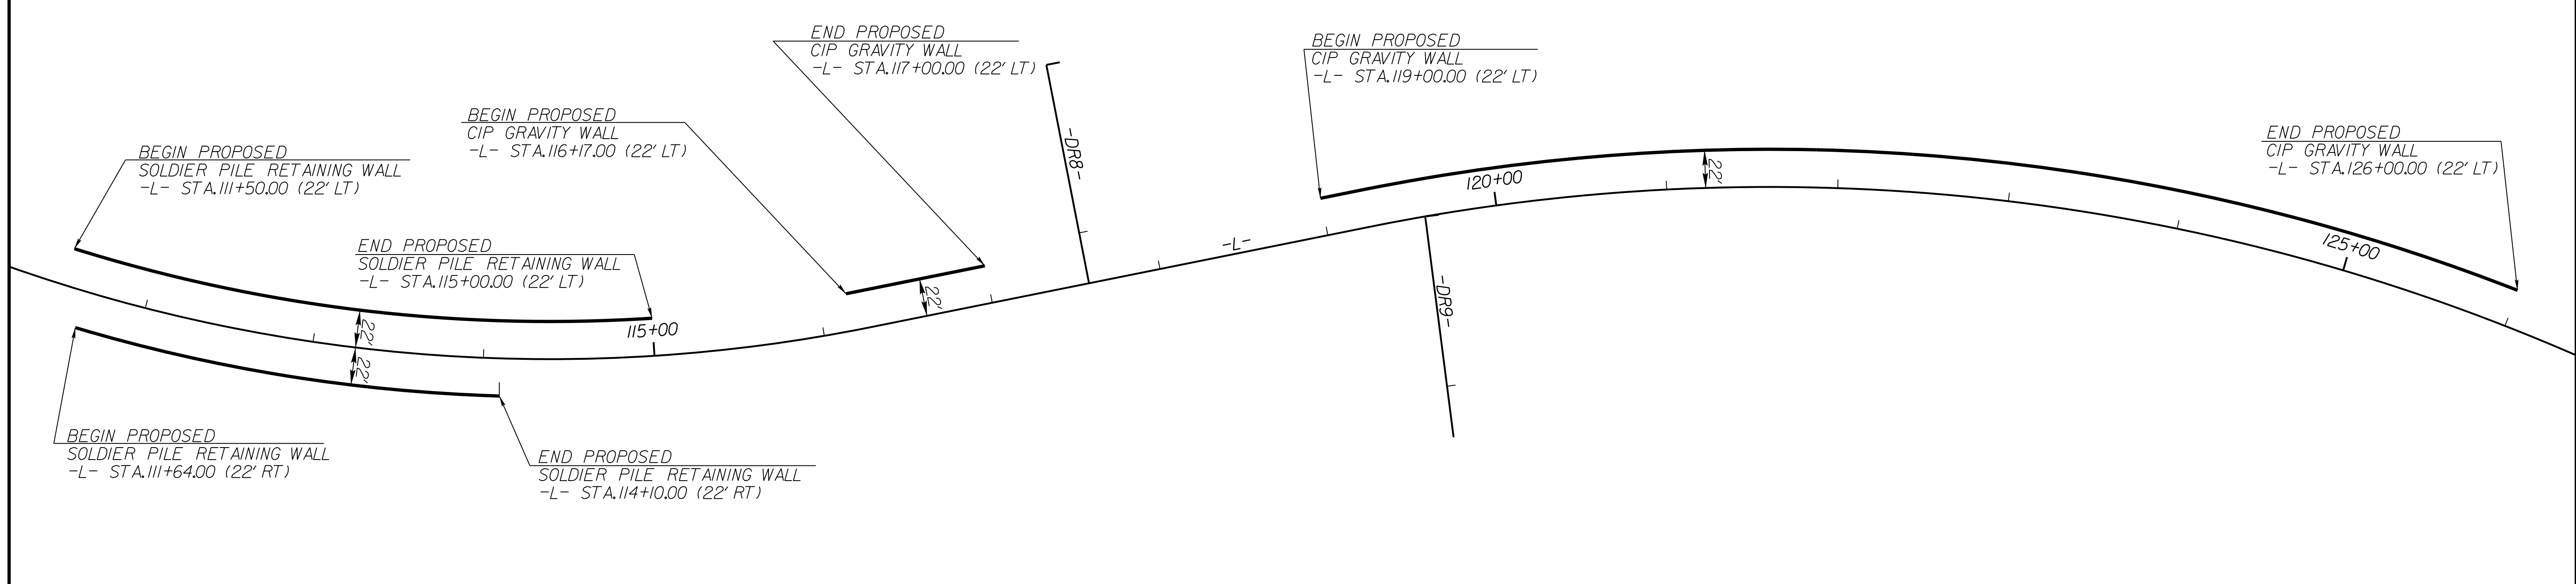 END PROPOSED
CIP GRAVITY WALL
-L- STA.117+00.00 (22' LT)
BEGIN PROPOSED
CIP GRAVITY WALL
-L- STA.119+00.00 (22' LT)
BEGIN PROPOSED
CIP GRAVITY WALL
-L- STA.116+17.00 (22' LT)
END PROPOSED
CIP GRAVITY WALL
-L- STA.126+00.00 (22' LT)
BEGIN PROPOSED
SOLDIER PILE RETAINING WALL
-L- STA.111+50.00 (22' LT)
-DR8-
22'
120+00
END PROPOSED
SOLDIER PILE RETAINING WALL
-L- STA.115+00.00 (22' LT)
-L-
125+00
22'
-DR9-
22'
115+00
22'
BEGIN PROPOSED
SOLDIER PILE RETAINING WALL
-L- STA.111+64.00 (22' RT)
END PROPOSED
SOLDIER PILE RETAINING WALL
-L- STA.114+10.00 (22' RT)